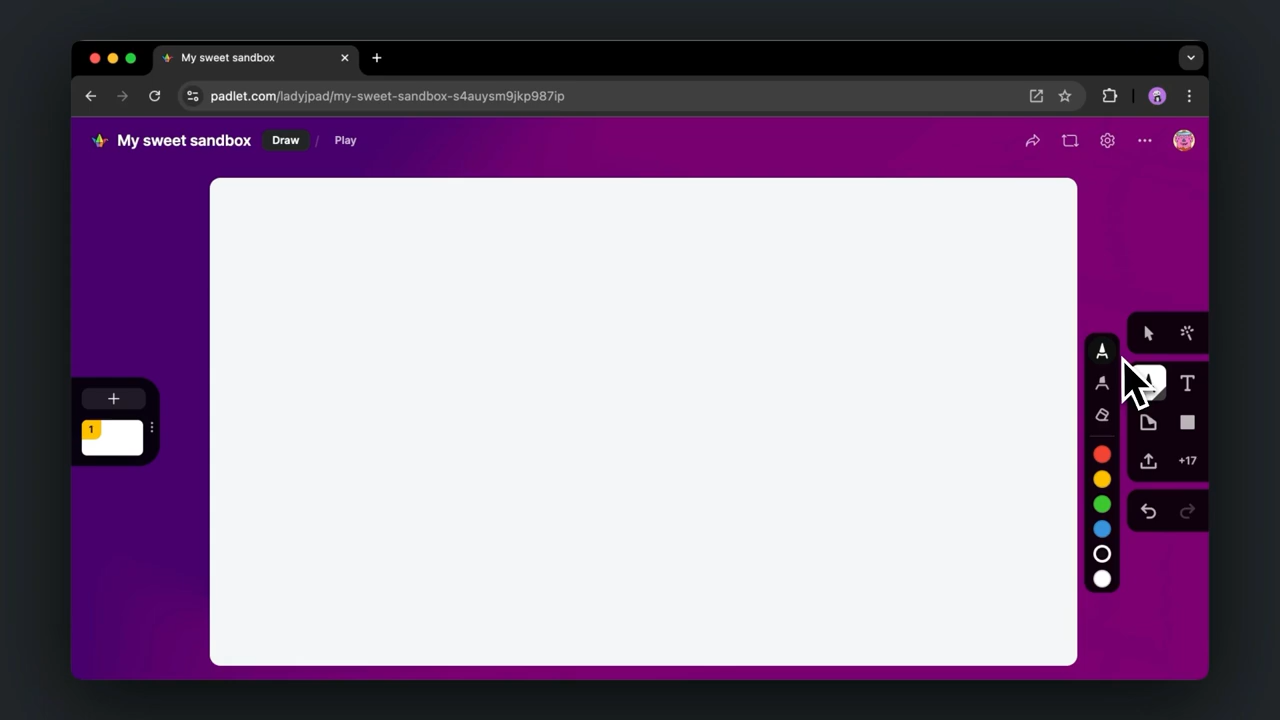 My sweet sandbox
padlet.com/ladyjpad/my-sweet-sandbox-s4auysm9jkp987ip
My sweet sandbox Draw / Play
T
1
+17